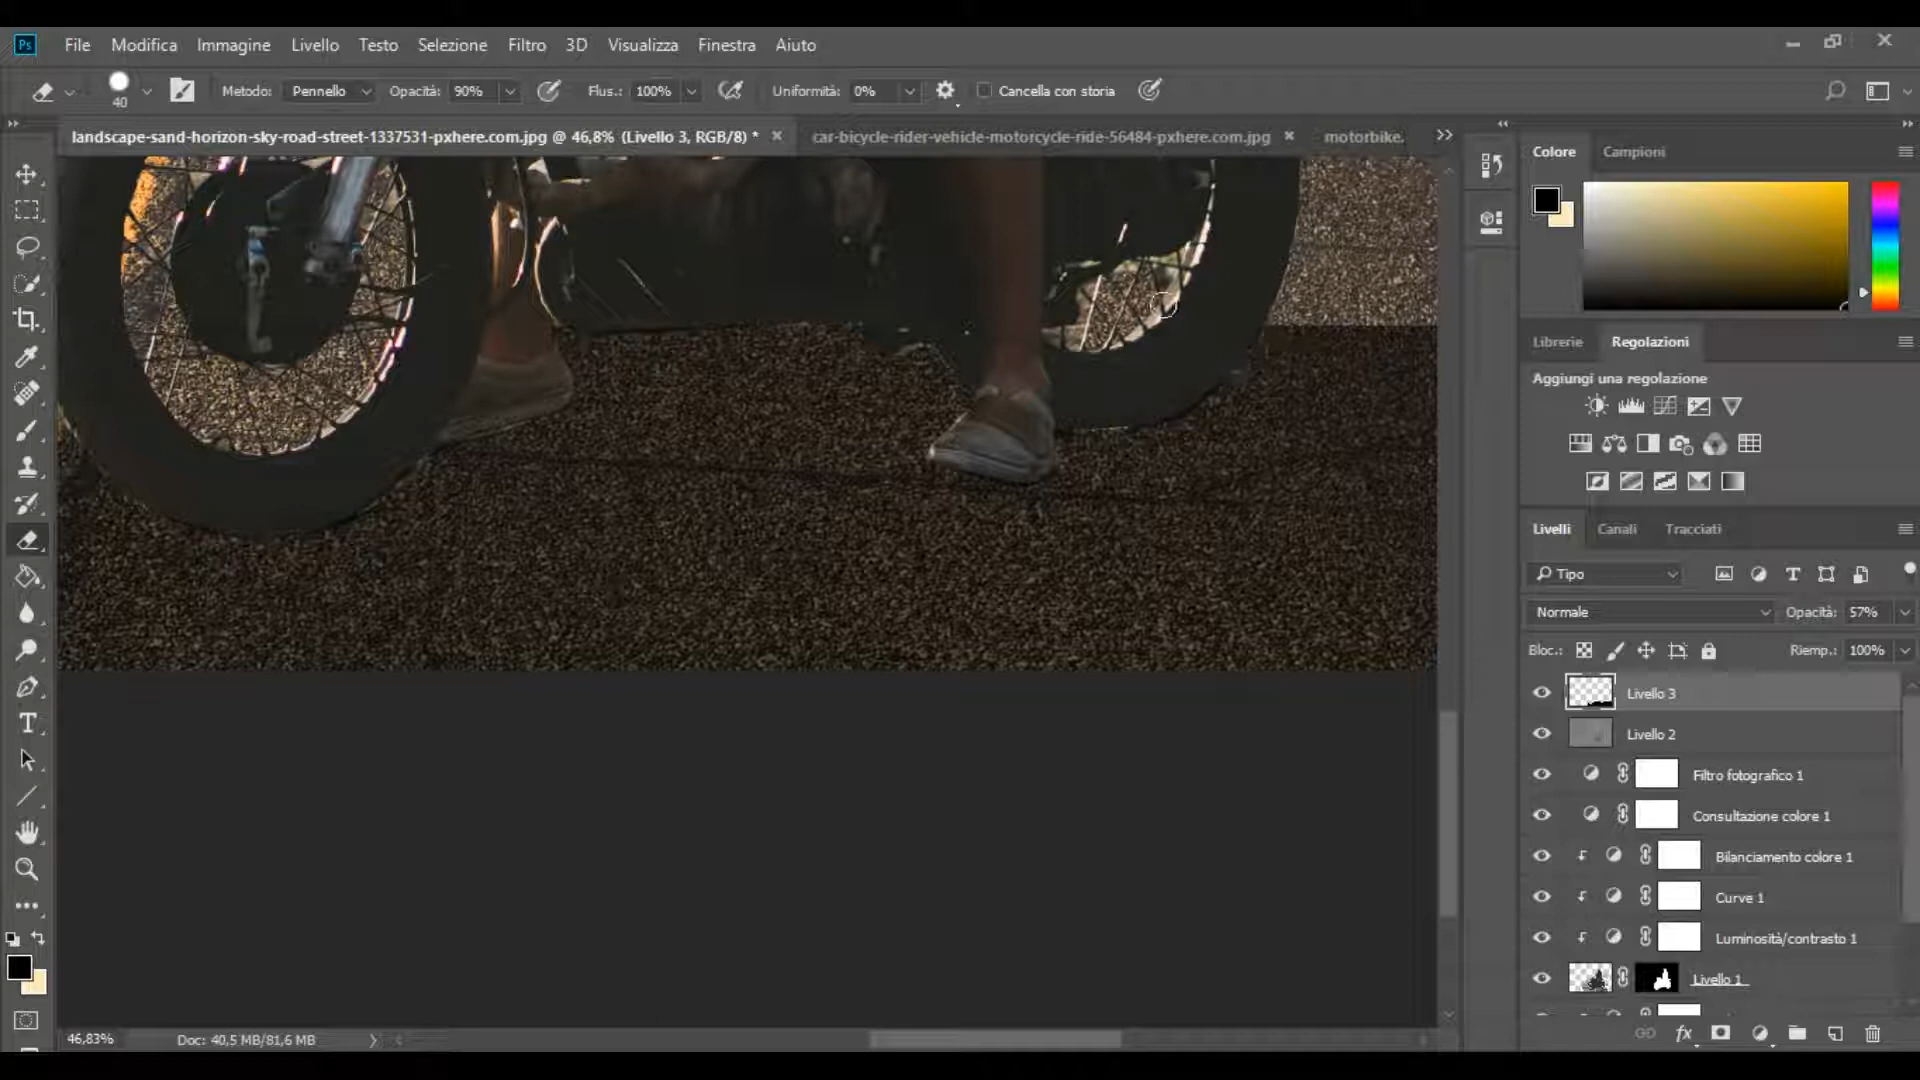 Ps File Modifica Immagine Livello Testo Selezione Filtro 3D Visualizza Finestra Aiuto
40 Metodo: Pennello Opacità: 90% Flus.: 100% Uniformità: 0% Cancella con storia
landscape-sand-horizon-sky-road-street-1337531-pxhere.com.jpg @ 46,8% (Livello 3, RGB/8) * car-bicycle-rider-vehicle-motorcycle-ride-56484-pxhere.com.jpg motorbike.
Colore Campioni
Librerie Regolazioni
Aggiungi una regolazione
Livelli Canali Tracciati
Tipo
Normale Opacità: 57%
Bloc.: Riemp.: 100%
Livello 3
Livello 2
Filtro fotografico 1
Consultazione colore 1
Bilanciamento colore 1
Curve 1
Luminosità/contrasto 1
Livello 1
46,83% Doc: 40,5 MB/81,6 MB
fx